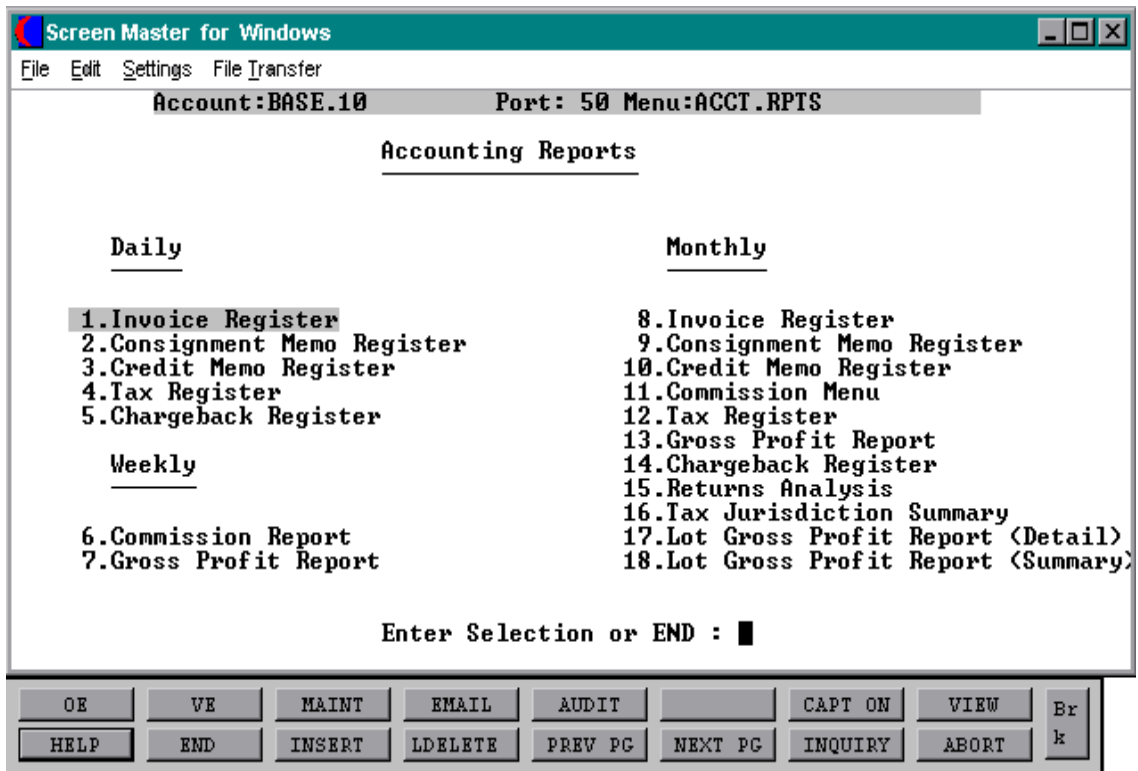 Screen Master for Windows
File Edit Settings File Transfer
Account:BASE.10 Port: 50 Menu:ACCT.RPTS
Accounting Reports
Daily
1.Invoice Register
2.Consignment Memo Register
3.Credit Memo Register
4.Tax Register
5.Chargeback Register
Weekly
6.Commission Report
7.Gross Profit Report
Monthly
8.Invoice Register
9.Consignment Memo Register
10.Credit Memo Register
11.Commission Menu
12.Tax Register
13.Gross Profit Report
14.Chargeback Register
15.Returns Analysis
16.Tax Jurisdiction Summary
17.Lot Gross Profit Report (Detail)
18.Lot Gross Profit Report (Summary)
Enter Selection or END :
OE VE MAINT EMAIL AUDIT CAPT ON VIEW
HELP END INSERT LDELETE PREV PG NEXT PG INQUIRY ABORT
Br
k